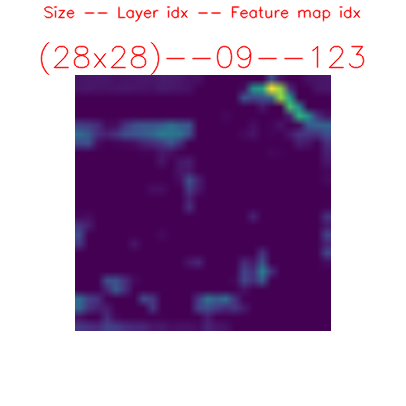 Size -- Layer idx -- Feature map idx
(28x28)--09--123